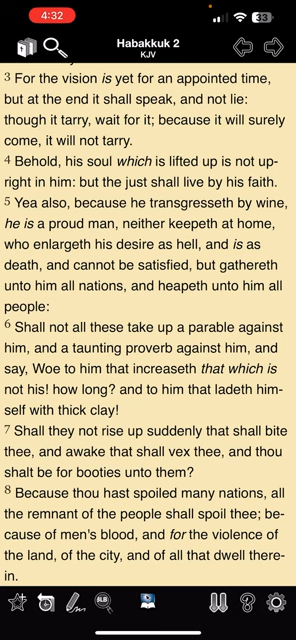 4:32
33
Habakkuk 2
KJV
3 For the vision is yet for an appointed time,
but at the end it shall speak, and not lie:
though it tarry, wait for it; because it will surely
come, it will not tarry.
4 Behold, his soul which is lifted up is not up-
right in him: but the just shall live by his faith.
5 Yea also, because he transgresseth by wine,
he is a proud man, neither keepeth at home,
who enlargeth his desire as hell, and is as
death, and cannot be satisfied, but gathereth
unto him all nations, and heapeth unto him all
people:
6 Shall not all these take up a parable against
him, and a taunting proverb against him, and
say, Woe to him that increaseth that which is
not his! how long? and to him that ladeth him-
self with thick clay!
7 Shall they not rise up suddenly that shall bite
thee, and awake that shall vex thee, and thou
shalt be for booties unto them?
8 Because thou hast spoiled many nations, all
the remnant of the people shall spoil thee; be-
cause of men's blood, and for the violence of
the land, of the city, and of all that dwell there-
in.
BLB